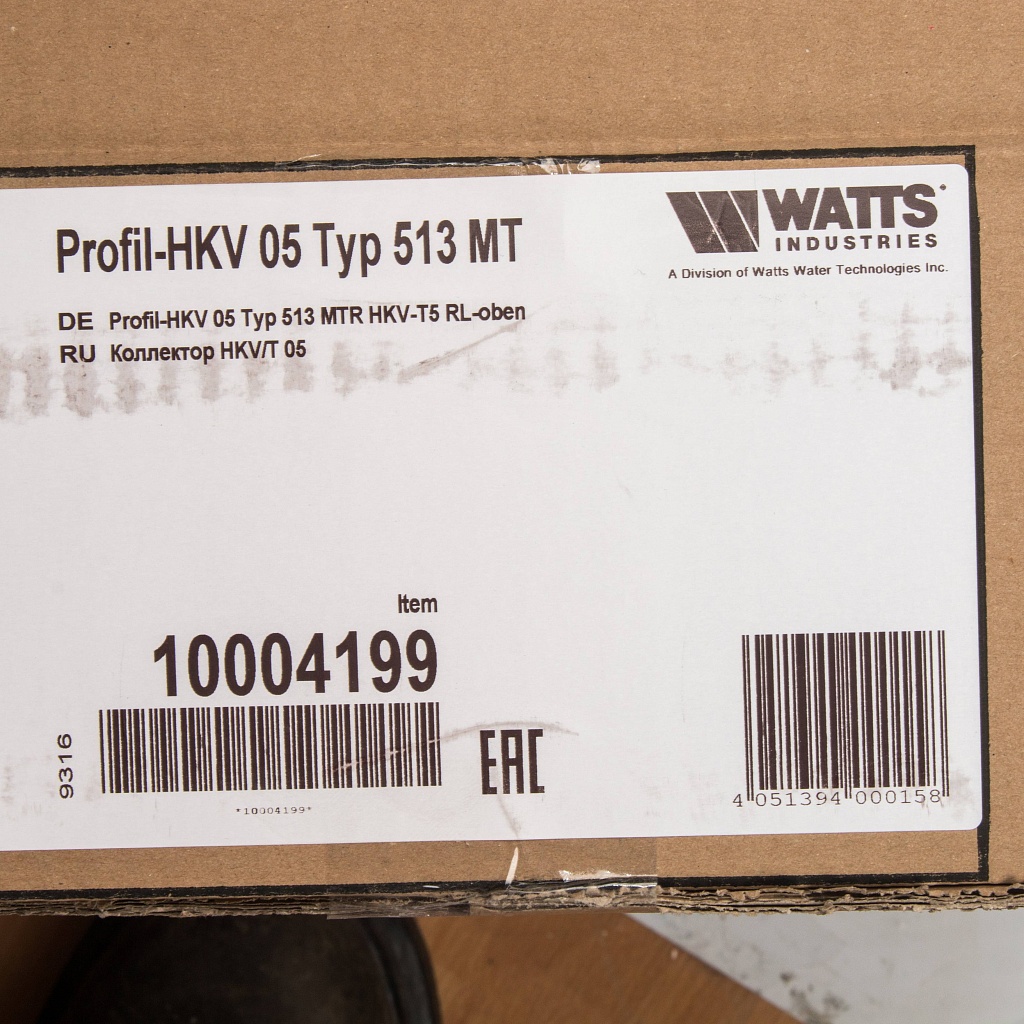 Profil-HKV 05 Typ 513 MT
WATTS
INDUSTRIES
A Division of Watts Water Technologies Inc.
DE Profil-HKV 05 Typ 513 MTR HKV-T5 RL-oben
RU Коллектор HKV/T 05
Item
10004199
9316
*10004199*
EAC
4 051394 000158